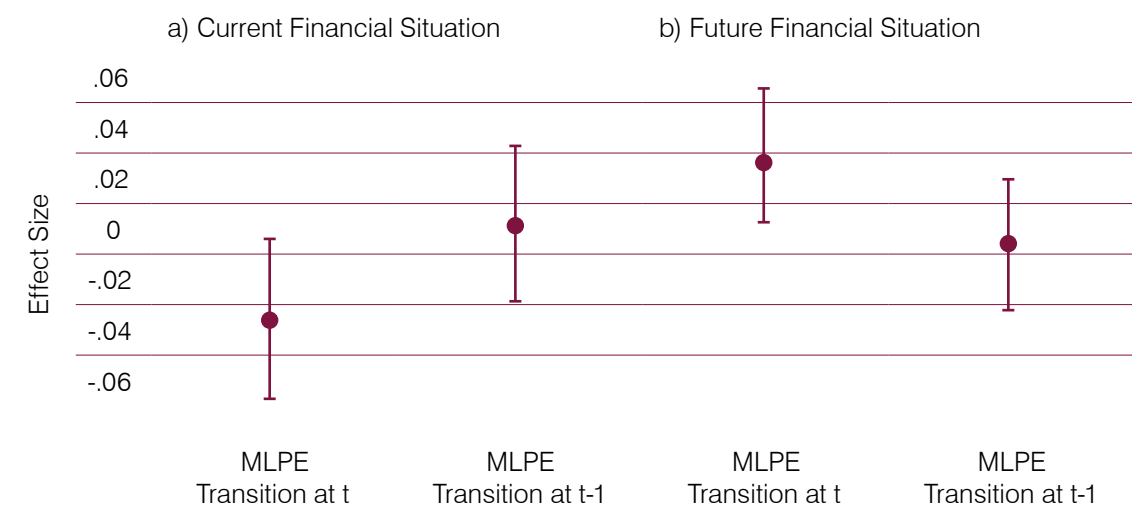 a) Current Financial Situation
b) Future Financial Situation
.06
.04
.02
0
-.02
-.04
-.06
Effect Size
MLPE
Transition at t
MLPE
Transition at t-1
MLPE
Transition at t
MLPE
Transition at t-1